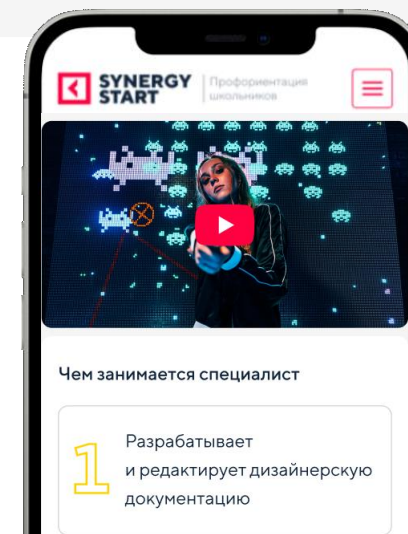 SYNERGY
START
Профориентация
школьников
Чем занимается специалист
1
Разрабатывает
и редактирует дизайнерскую
документацию